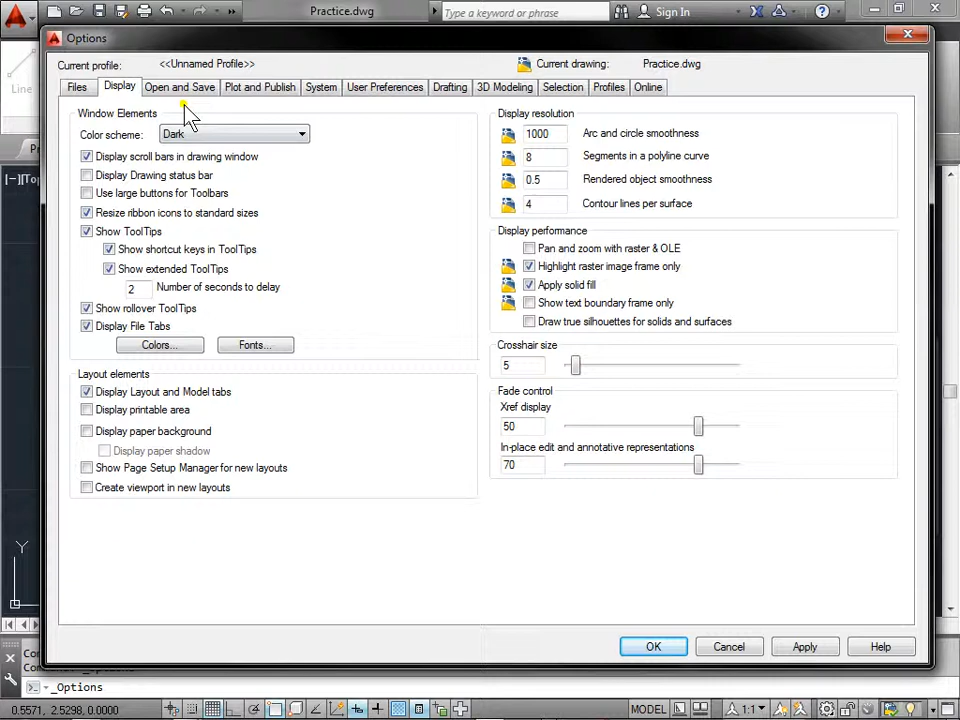 Practice.dwg
Type a keyword or phrase
Sign In
Line
Options
Current profile:
<<Unnamed Profile>>
Current drawing:
Practice.dwg
Files
Display
Open and Save
Plot and Publish
System
User Preferences
Drafting
3D Modeling
Selection
Profiles
Online
Window Elements
Color scheme:
Dark
Display scroll bars in drawing window
Display Drawing status bar
Use large buttons for Toolbars
Resize ribbon icons to standard sizes
Show ToolTips
Show shortcut keys in ToolTips
Show extended ToolTips
2
Number of seconds to delay
Show rollover ToolTips
Display File Tabs
Colors...
Fonts...
Layout elements
Display Layout and Model tabs
Display printable area
Display paper background
Display paper shadow
Show Page Setup Manager for new layouts
Create viewport in new layouts
Display resolution
1000
Arc and circle smoothness
8
Segments in a polyline curve
0.5
Rendered object smoothness
4
Contour lines per surface
Display performance
Pan and zoom with raster & OLE
Highlight raster image frame only
Apply solid fill
Show text boundary frame only
Draw true silhouettes for solids and surfaces
Crosshair size
5
Fade control
Xref display
50
In-place edit and annotative representations
70
OK
Cancel
Apply
Help
Y
_Options
0.5571, 2.5298, 0.0000
MODEL
1:1